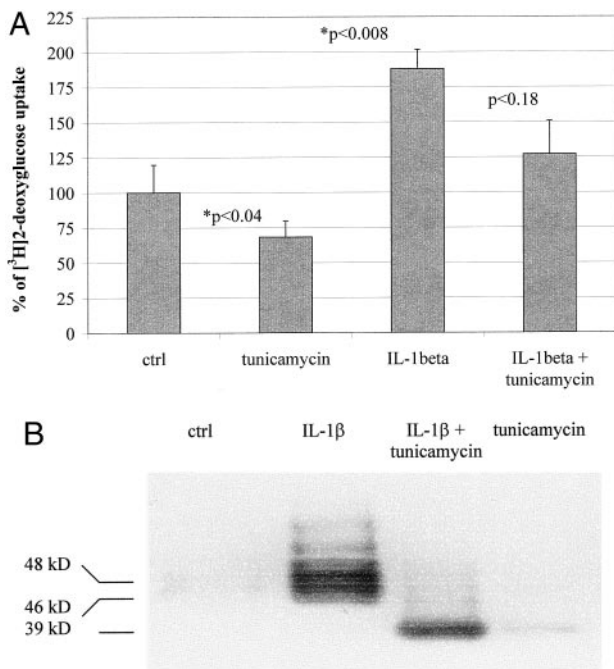 A
% of [³H]2-deoxyglucose uptake
225
200
175
150
125
100
75
50
25
0
*p<0.04
*p<0.008
p<0.18
ctrl
tunicamycin
IL-1beta
IL-1beta +
tunicamycin
B
ctrl
IL-1β
IL-1β +
tunicamycin
tunicamycin
48 kD
46 kD
39 kD